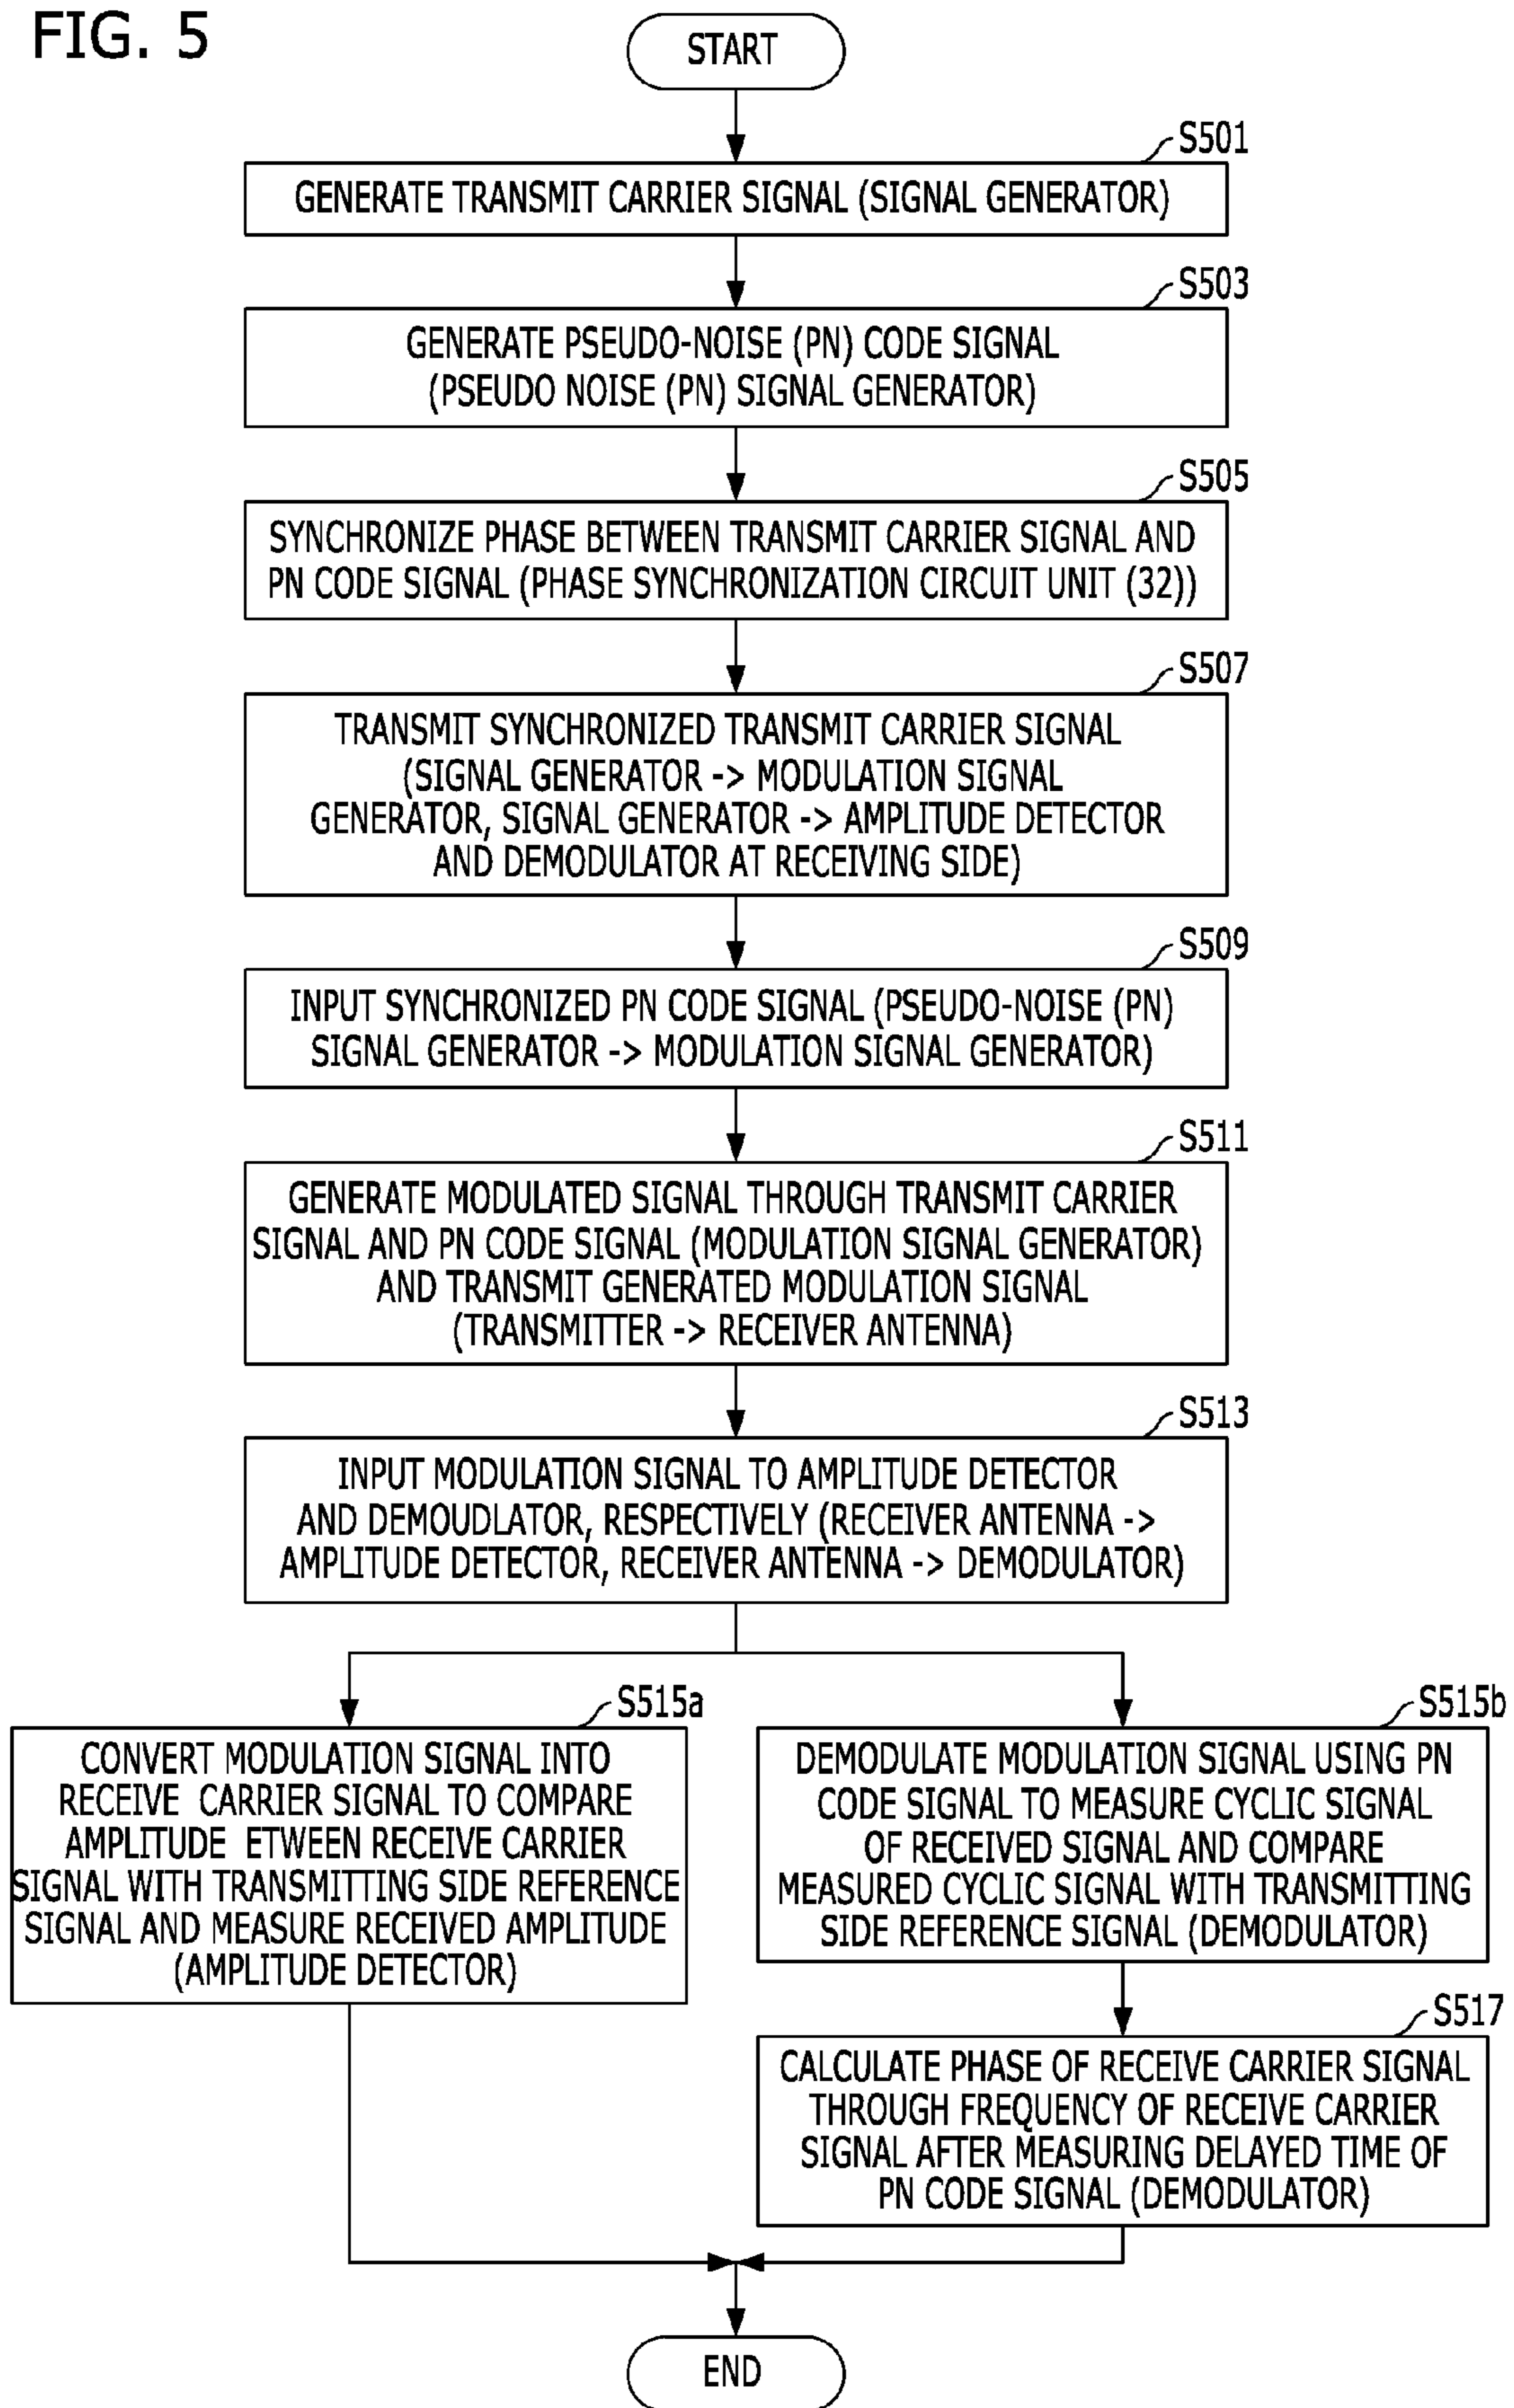 FIG. 5
START
S501
GENERATE TRANSMIT CARRIER SIGNAL (SIGNAL GENERATOR)
S503
GENERATE PSEUDO-NOISE (PN) CODE SIGNAL
(PSEUDO NOISE (PN) SIGNAL GENERATOR)
S505
SYNCHRONIZE PHASE BETWEEN TRANSMIT CARRIER SIGNAL AND
PN CODE SIGNAL (PHASE SYNCHRONIZATION CIRCUIT UNIT (32))
S507
TRANSMIT SYNCHRONIZED TRANSMIT CARRIER SIGNAL
(SIGNAL GENERATOR -> MODULATION SIGNAL
GENERATOR, SIGNAL GENERATOR -> AMPLITUDE DETECTOR
AND DEMODULATOR AT RECEIVING SIDE)
S509
INPUT SYNCHRONIZED PN CODE SIGNAL (PSEUDO-NOISE (PN)
SIGNAL GENERATOR -> MODULATION SIGNAL GENERATOR)
S511
GENERATE MODULATED SIGNAL THROUGH TRANSMIT CARRIER
SIGNAL AND PN CODE SIGNAL (MODULATION SIGNAL GENERATOR)
AND TRANSMIT GENERATED MODULATION SIGNAL
(TRANSMITTER -> RECEIVER ANTENNA)
S513
INPUT MODULATION SIGNAL TO AMPLITUDE DETECTOR
AND DEMOUDLATOR, RESPECTIVELY (RECEIVER ANTENNA ->
AMPLITUDE DETECTOR, RECEIVER ANTENNA -> DEMODULATOR)
S515a
CONVERT MODULATION SIGNAL INTO
RECEIVE CARRIER SIGNAL TO COMPARE
AMPLITUDE ETWEEN RECEIVE CARRIER
SIGNAL WITH TRANSMITTING SIDE REFERENCE
SIGNAL AND MEASURE RECEIVED AMPLITUDE
(AMPLITUDE DETECTOR)
S515b
DEMODULATE MODULATION SIGNAL USING PN
CODE SIGNAL TO MEASURE CYCLIC SIGNAL
OF RECEIVED SIGNAL AND COMPARE
MEASURED CYCLIC SIGNAL WITH TRANSMITTING
SIDE REFERENCE SIGNAL (DEMODULATOR)
S517
CALCULATE PHASE OF RECEIVE CARRIER SIGNAL
THROUGH FREQUENCY OF RECEIVE CARRIER
SIGNAL AFTER MEASURING DELAYED TIME OF
PN CODE SIGNAL (DEMODULATOR)
END